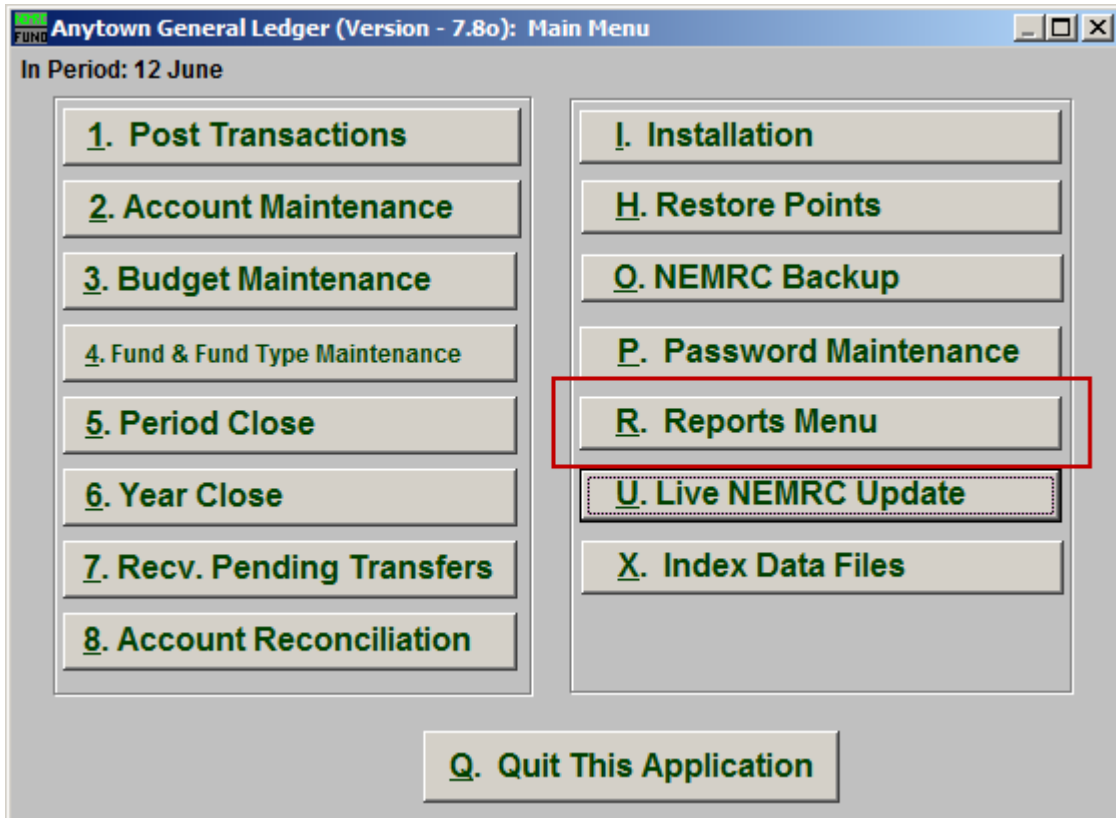 NEMRC
FUND
Anytown General Ledger (Version - 7.8o): Main Menu
In Period: 12 June
1. Post Transactions
2. Account Maintenance
3. Budget Maintenance
4. Fund & Fund Type Maintenance
5. Period Close
6. Year Close
7. Recv. Pending Transfers
8. Account Reconciliation
I. Installation
H. Restore Points
O. NEMRC Backup
P. Password Maintenance
R. Reports Menu
U. Live NEMRC Update
X. Index Data Files
Q. Quit This Application